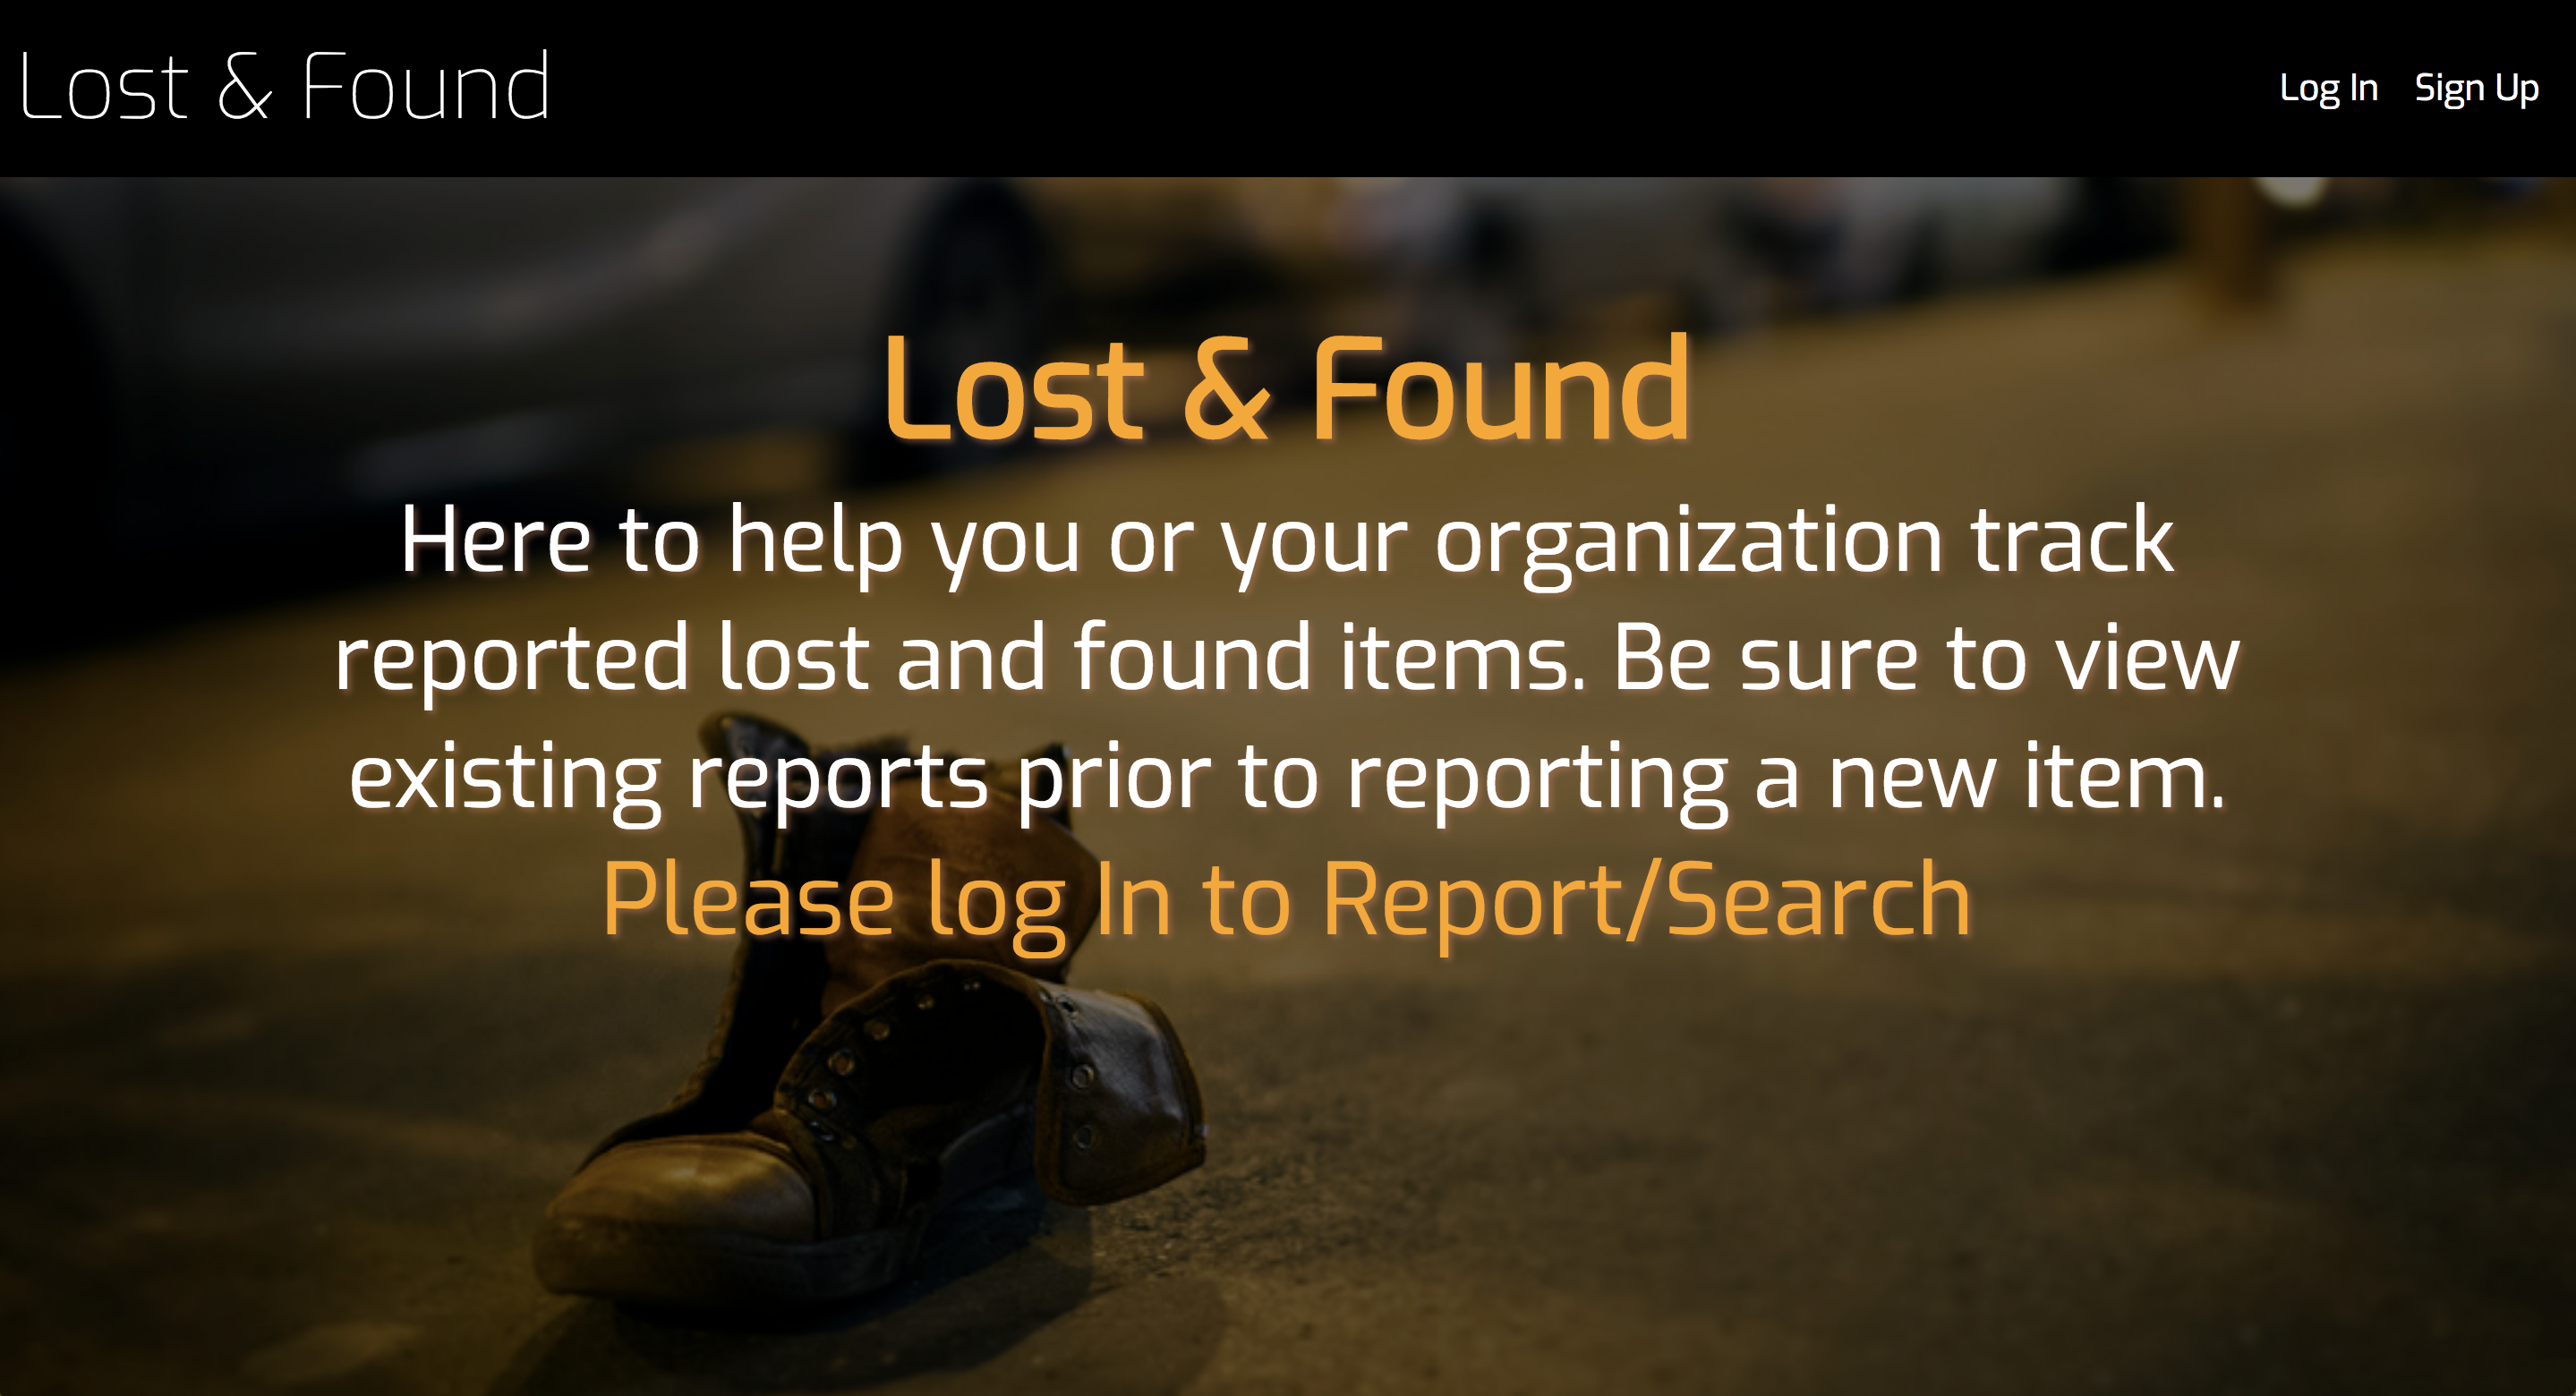 Lost & Found
Log In
Sign Up
Lost & Found
Here to help you or your organization track
reported lost and found items. Be sure to view
existing reports prior to reporting a new item.
Please log In to Report/Search